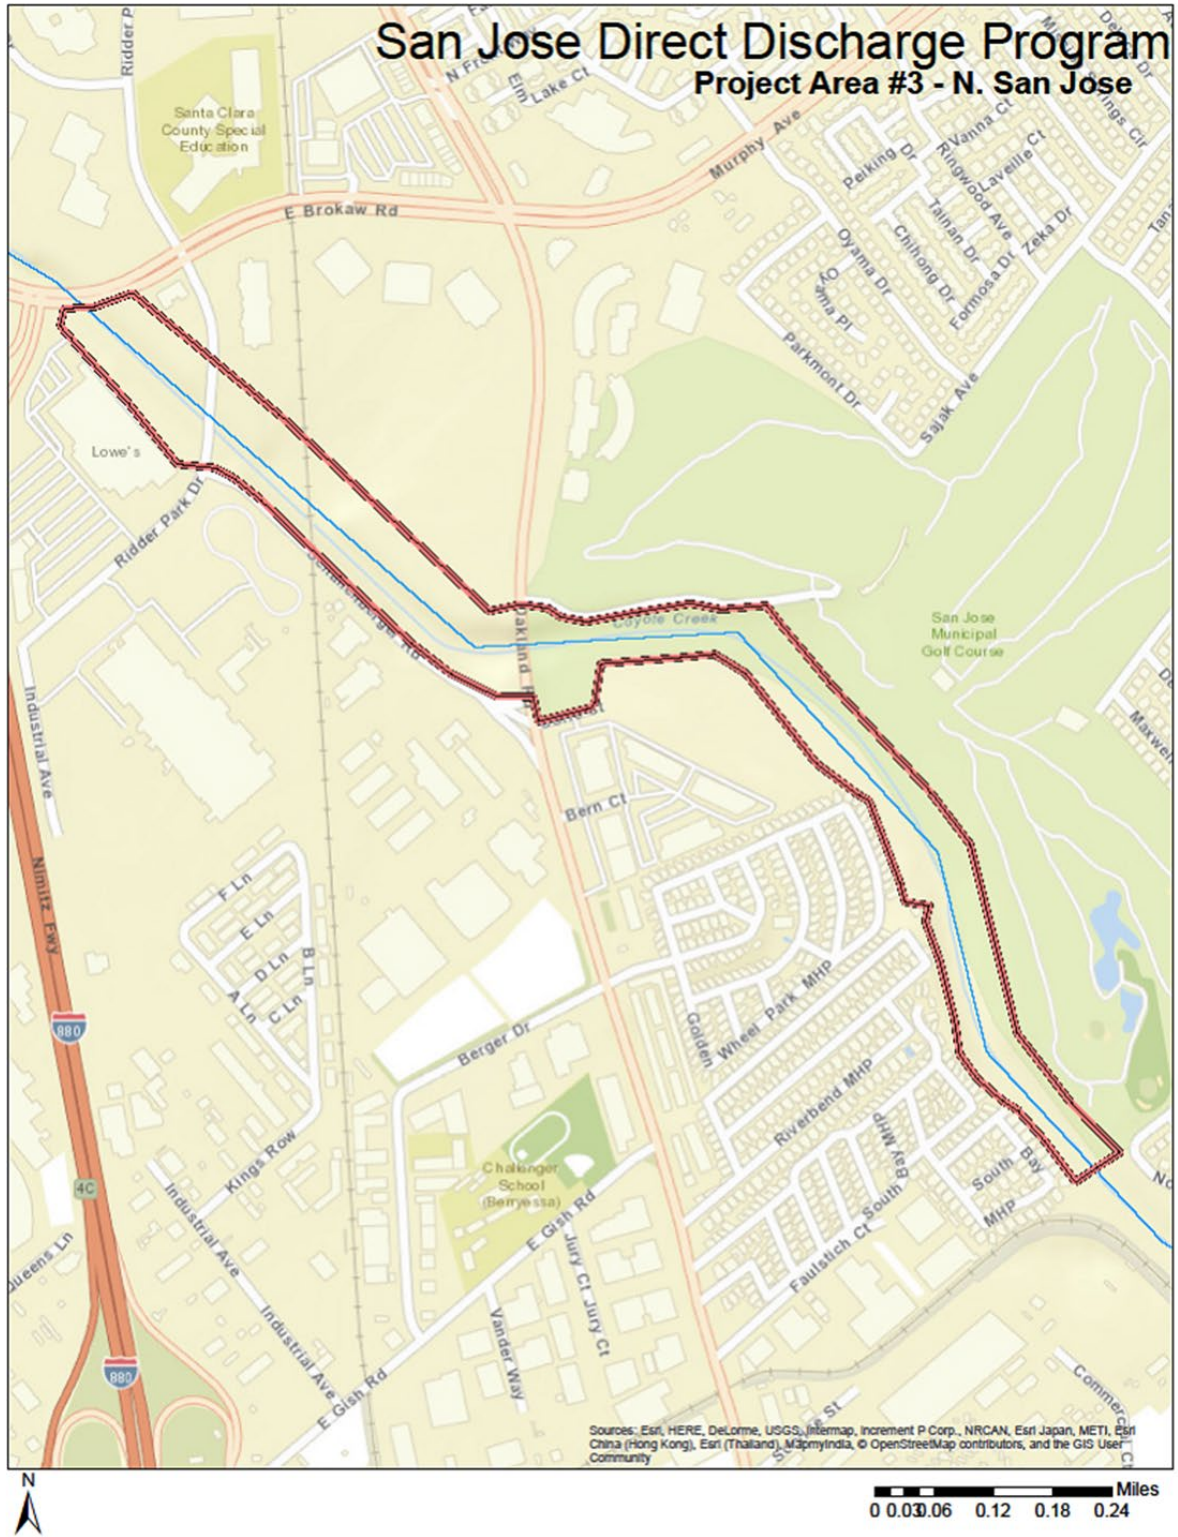 San Jose Direct Discharge Program
Project Area #3 - N. San Jose
Ridder P
Elm
Lake Ct
Santa Clara
County Special
Education
Murphy Ave
Peiking
Dr
Vanna Ct
Ringwood Ave
Laveille Ct
Tainan Dr
Zeka Dr
Chihong Dr
Formosa Dr
E Brokaw Rd
Oyama Dr
Oyama Pl
Parkmont Dr
Sajak Ave
Lowe's
Ridder Park Dr
Schallenberger Rd
Coyote Creek
Oakland Rd
San Jose
Municipal
Golf Course
Industrial Ave
Nimitz Fwy
Bern Ct
F Ln
E Ln
D Ln
B Ln
A Ln
C Ln
880
Berger Dr
Golden
Wheel Park MHP
Riverbend MHP
South
Bay MHP
South
Bay
MHP
Challenger
School
(Berryessa)
Kings Row
4C
Industrial Ave
E Gish Rd
Jury Ct
Jury Ct
Faulstich Ct
Queens Ln
Industrial Ave
Vander Way
880
E Gish Rd
Commercial Ct
Sources: Esri, HERE, DeLorme, USGS, Intermap, increment P Corp., NRCAN, Esri Japan, METI, Esri
China (Hong Kong), Esri (Thailand), MapmyIndia, © OpenStreetMap contributors, and the GIS User
Community
N
Miles
0 0.03 0.06 0.12 0.18 0.24